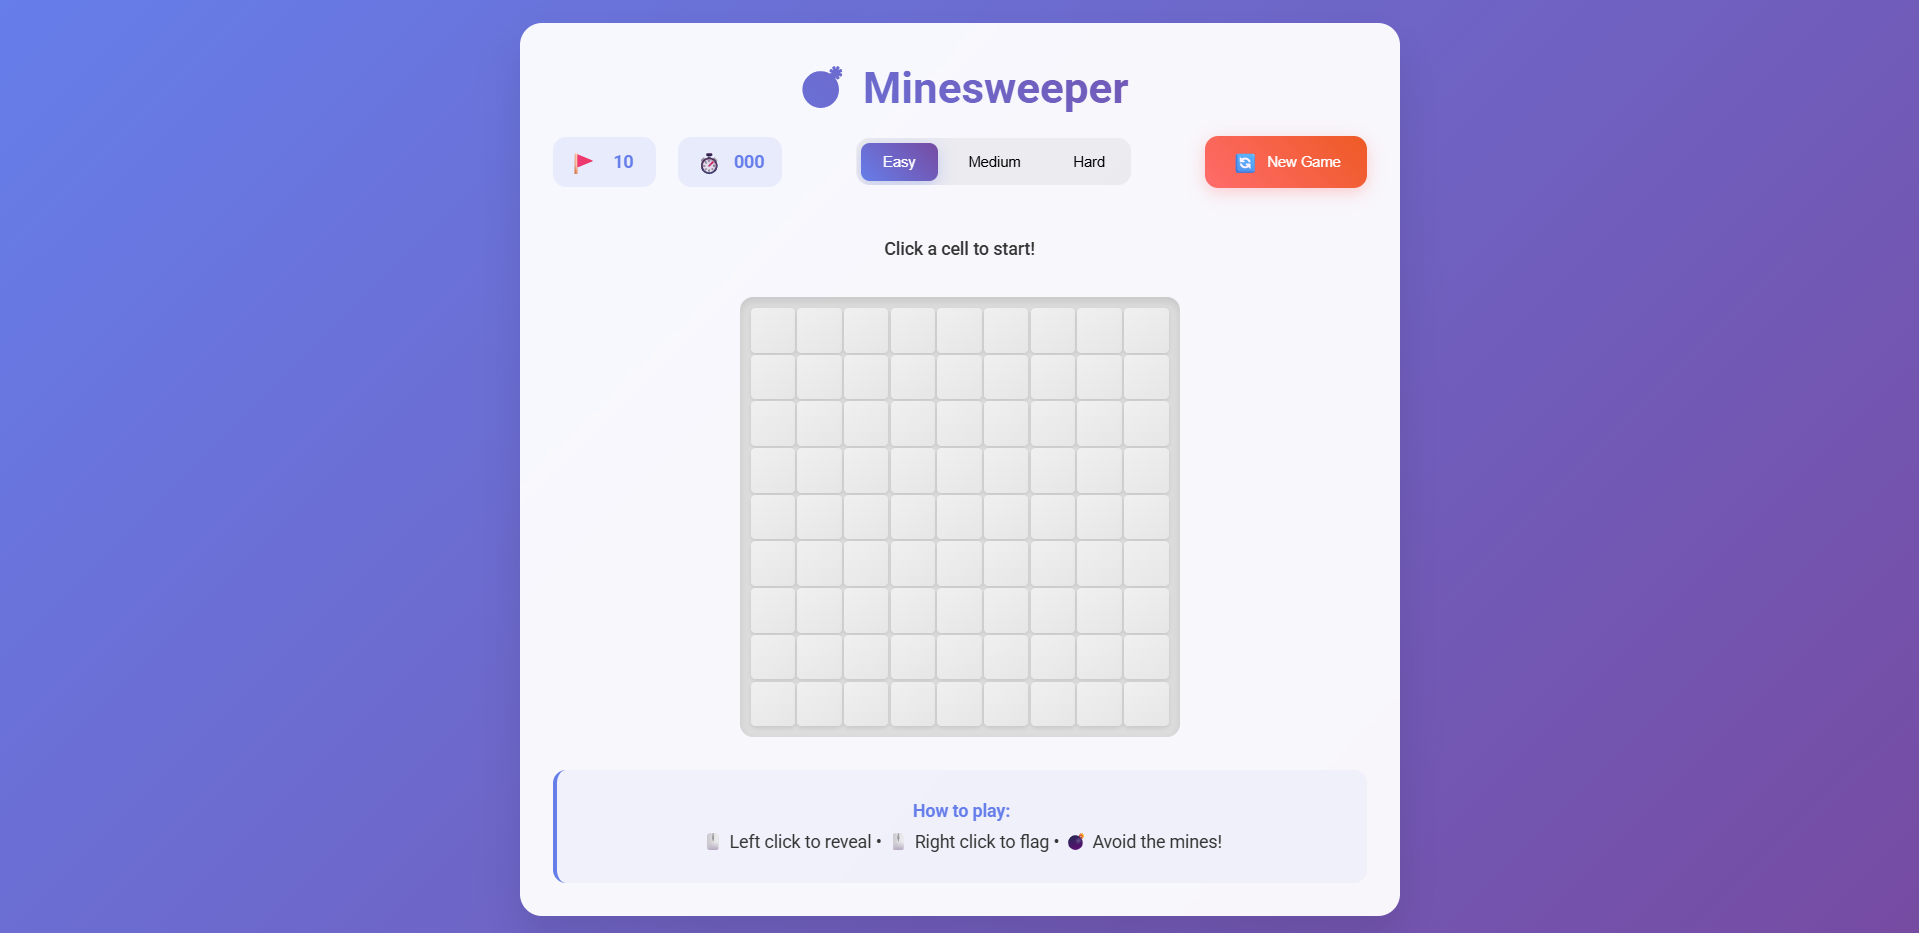 Minesweeper
10
000
Easy
Medium
Hard
New Game
Click a cell to start!
How to play:
Left click to reveal • Right click to flag • Avoid the mines!